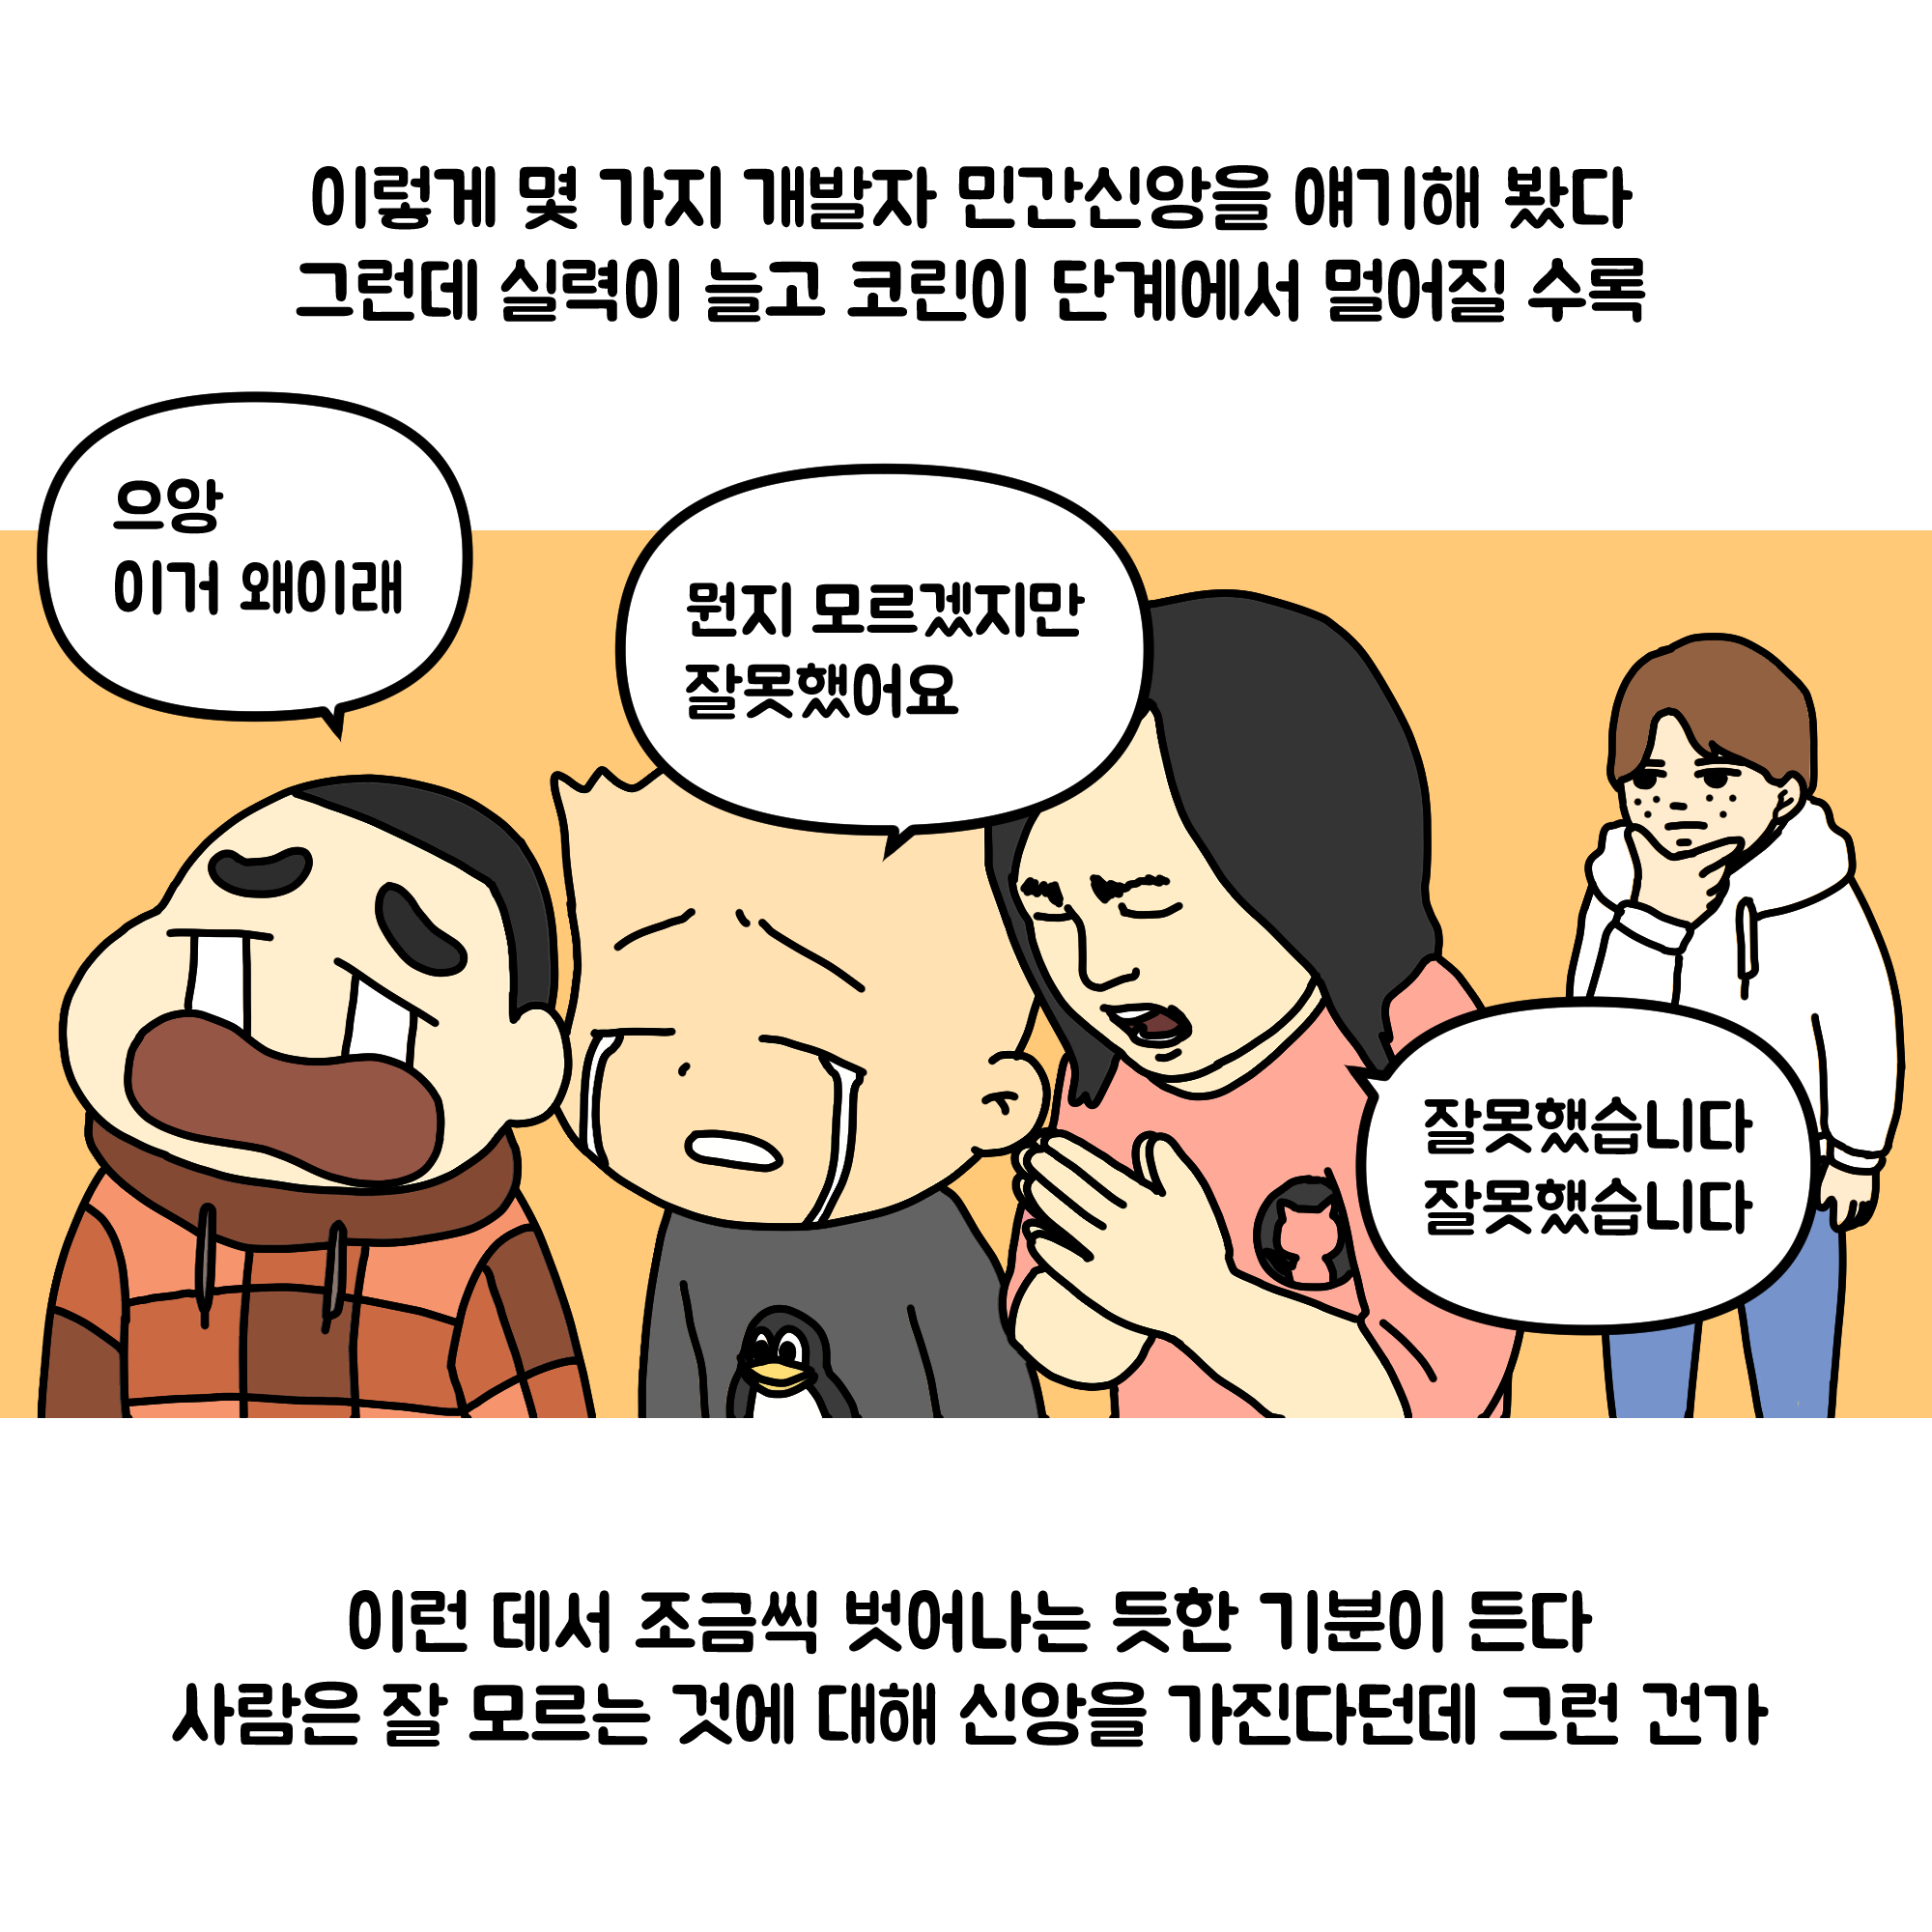 이렇게 몇 가지 개발자 민간신앙을 얘기해 봤다
그런데 실력이 늘고 코린이 단계에서 멀어질 수록
으앙
이거 왜이래
뭔지 모르겠지만
잘못했어요
잘못했습니다
잘못했습니다
이런 데서 조금씩 벗어나는 듯한 기분이 든다
사람은 잘 모르는 것에 대해 신앙을 가진다던데 그런 건가